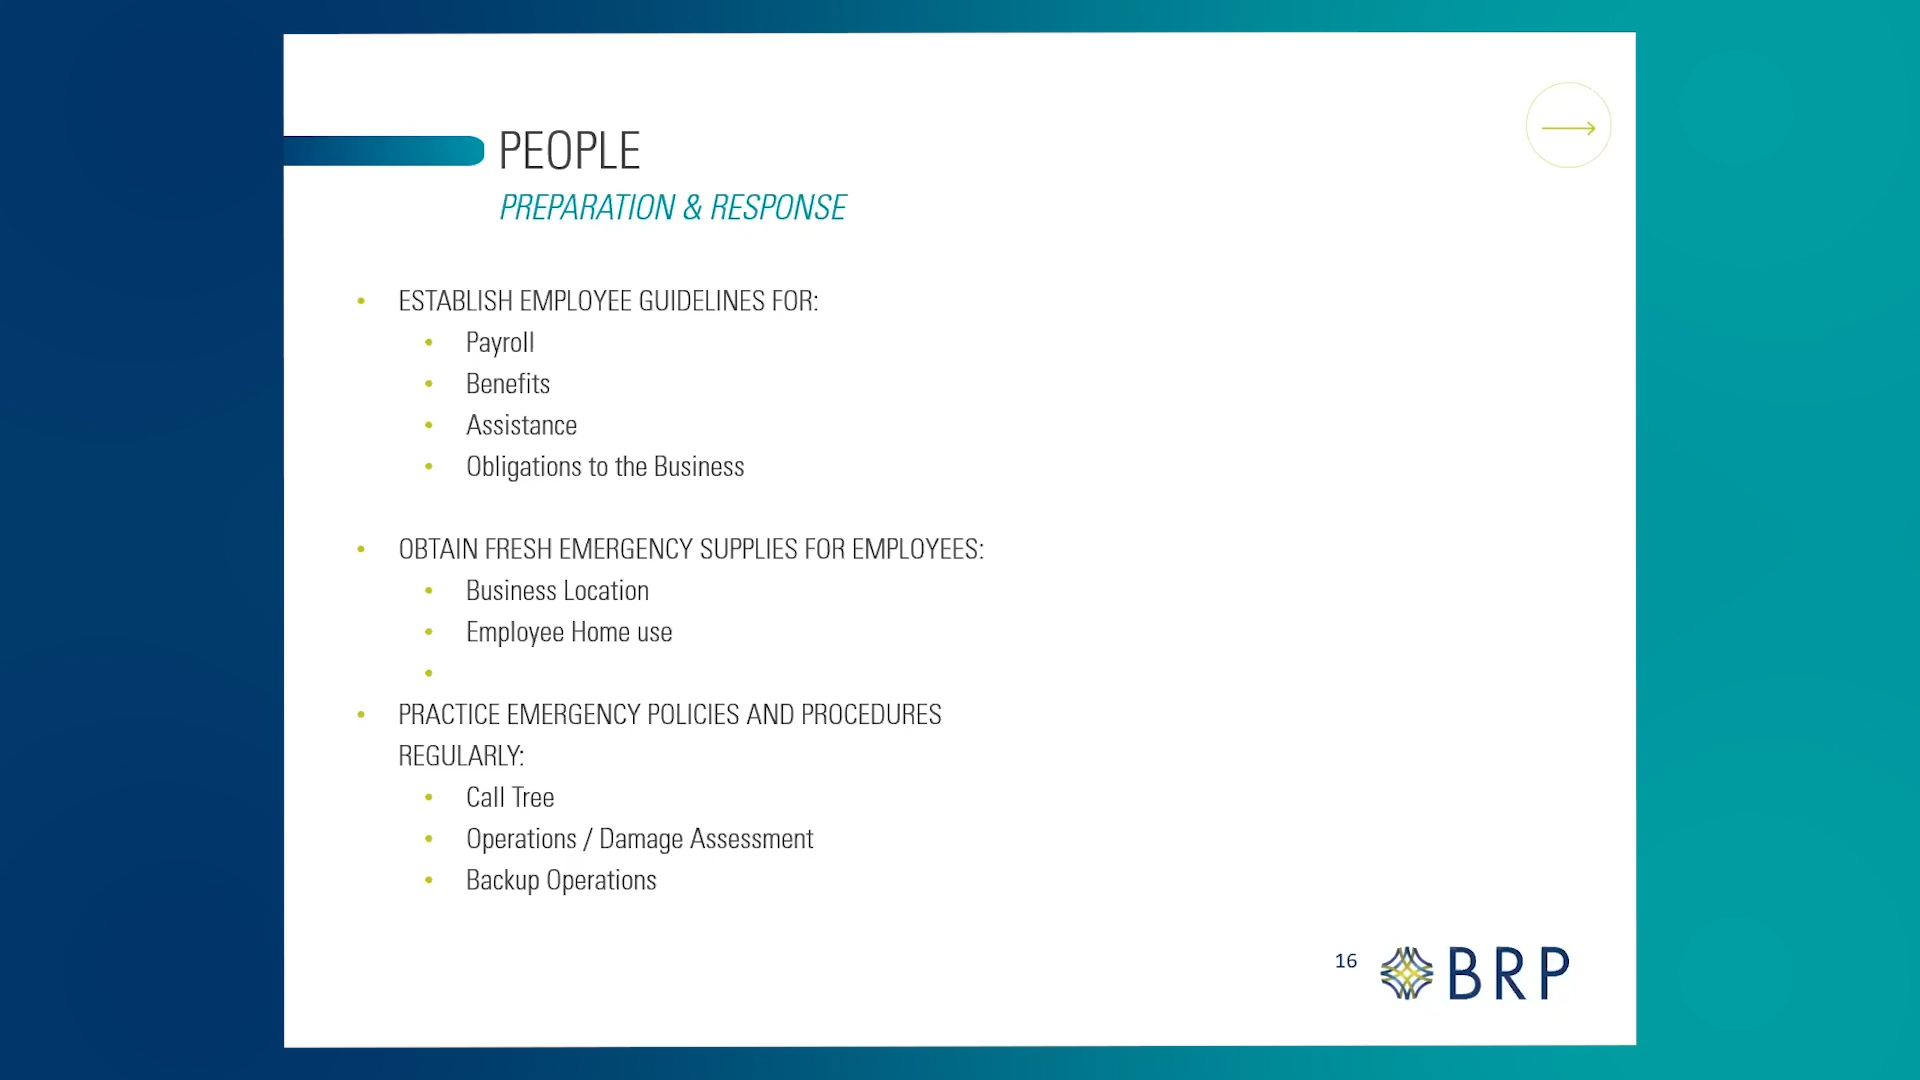 PEOPLE
PREPARATION & RESPONSE
• ESTABLISH EMPLOYEE GUIDELINES FOR:
• Payroll
• Benefits
• Assistance
• Obligations to the Business
• OBTAIN FRESH EMERGENCY SUPPLIES FOR EMPLOYEES:
• Business Location
• Employee Home use
•
• PRACTICE EMERGENCY POLICIES AND PROCEDURES
REGULARLY:
• Call Tree
• Operations / Damage Assessment
• Backup Operations
16
BRP